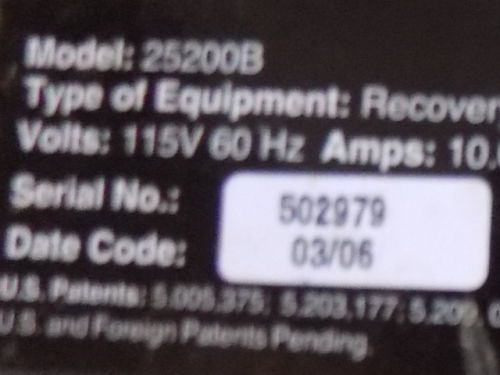 Model: 25200B
Type of Equipment: Recover
Volts: 115V 60 Hz Amps: 10.
Serial No.: 502979
Date Code: 03/06
U.S. Patents: 5,005,375; 5,203,177; 5,209,
U.S. and Foreign Patents Pending.